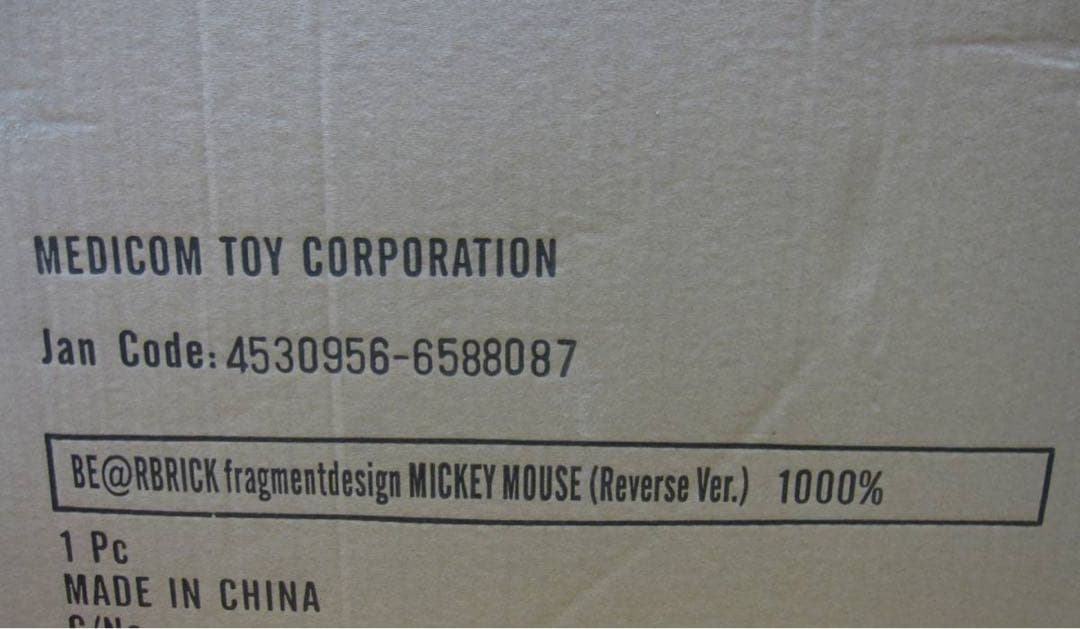 MEDICOM TOY CORPORATION
Jan Code: 4530956-6588087
BE@RBRICK fragmentdesign MICKEY MOUSE (Reverse Ver.) 1000%
1 Pc
MADE IN CHINA